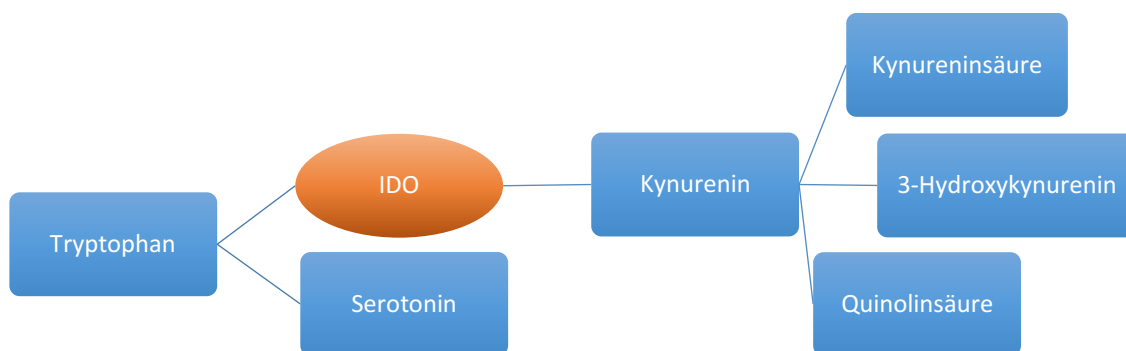 Tryptophan
IDO
Serotonin
Kynurenin
Kynureninsäure
3-Hydroxykynurenin
Quinolinsäure